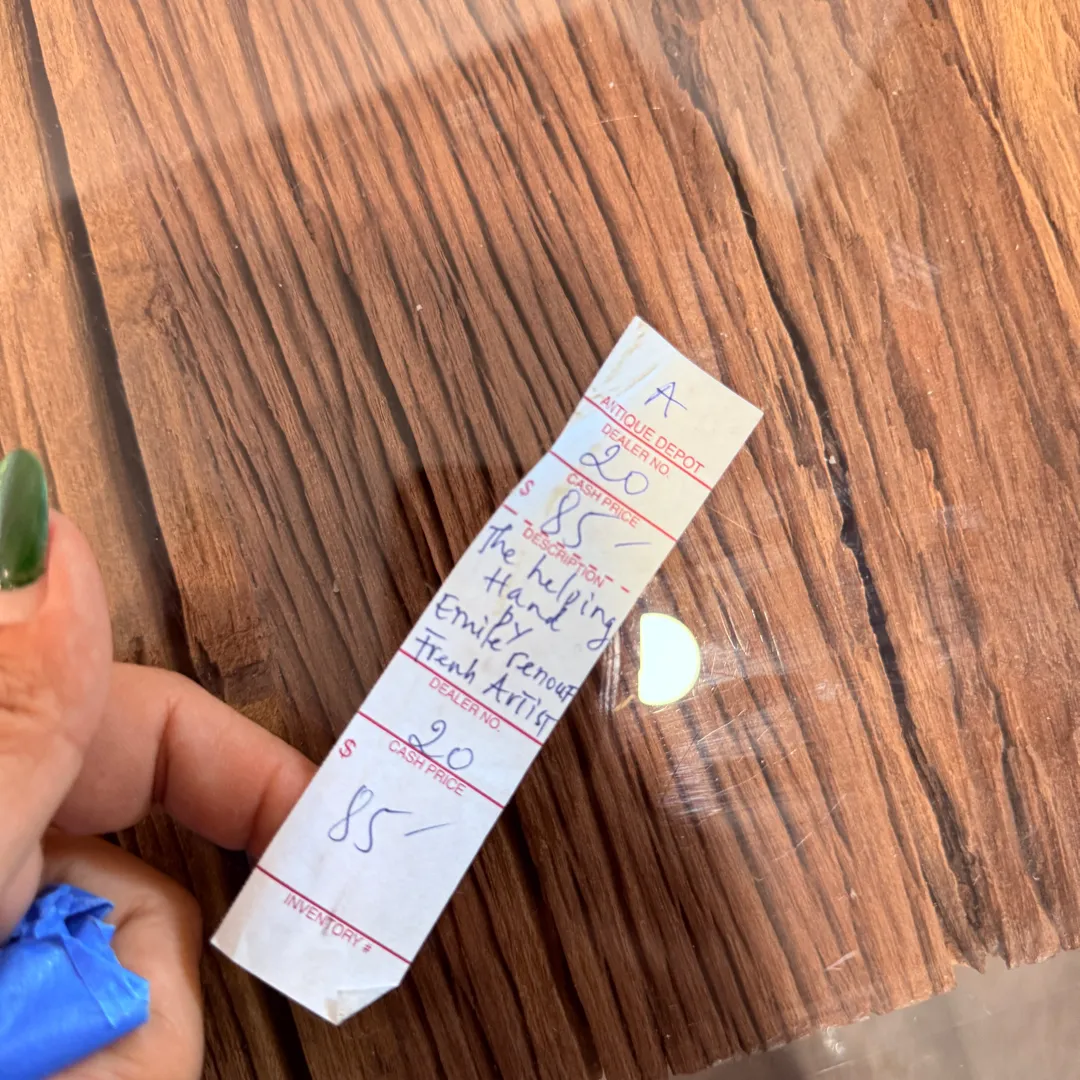 A
ANTIQUE DEPOT
DEALER NO.
20
CASH PRICE
$ 85-
DESCRIPTION
The helping
Hand
by
Emile renouf
Frenh Artist
DEALER NO.
20
CASH PRICE
$
85-
INVENTORY #